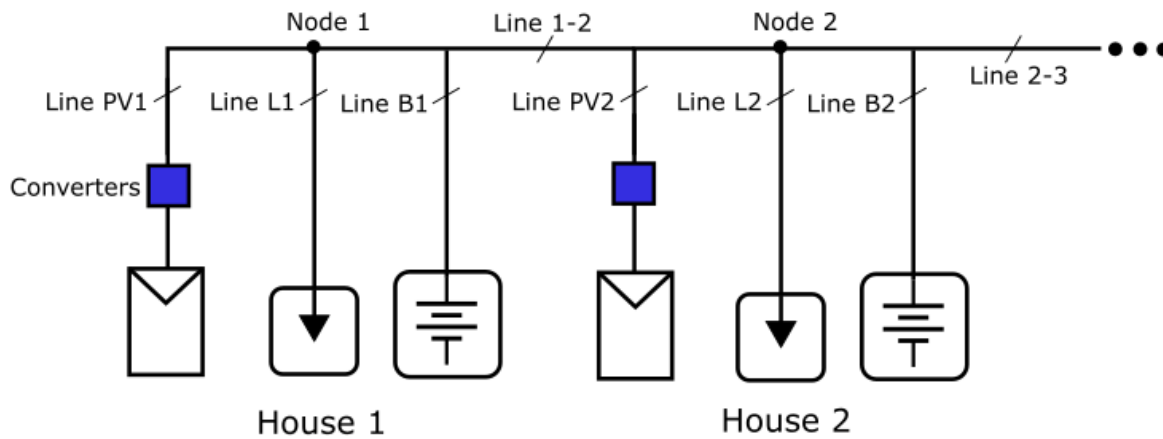 Node 1
Line 1-2
Node 2
Line 2-3
Line PV1
Line L1
Line B1
Line PV2
Line L2
Line B2
Converters
House 1
House 2